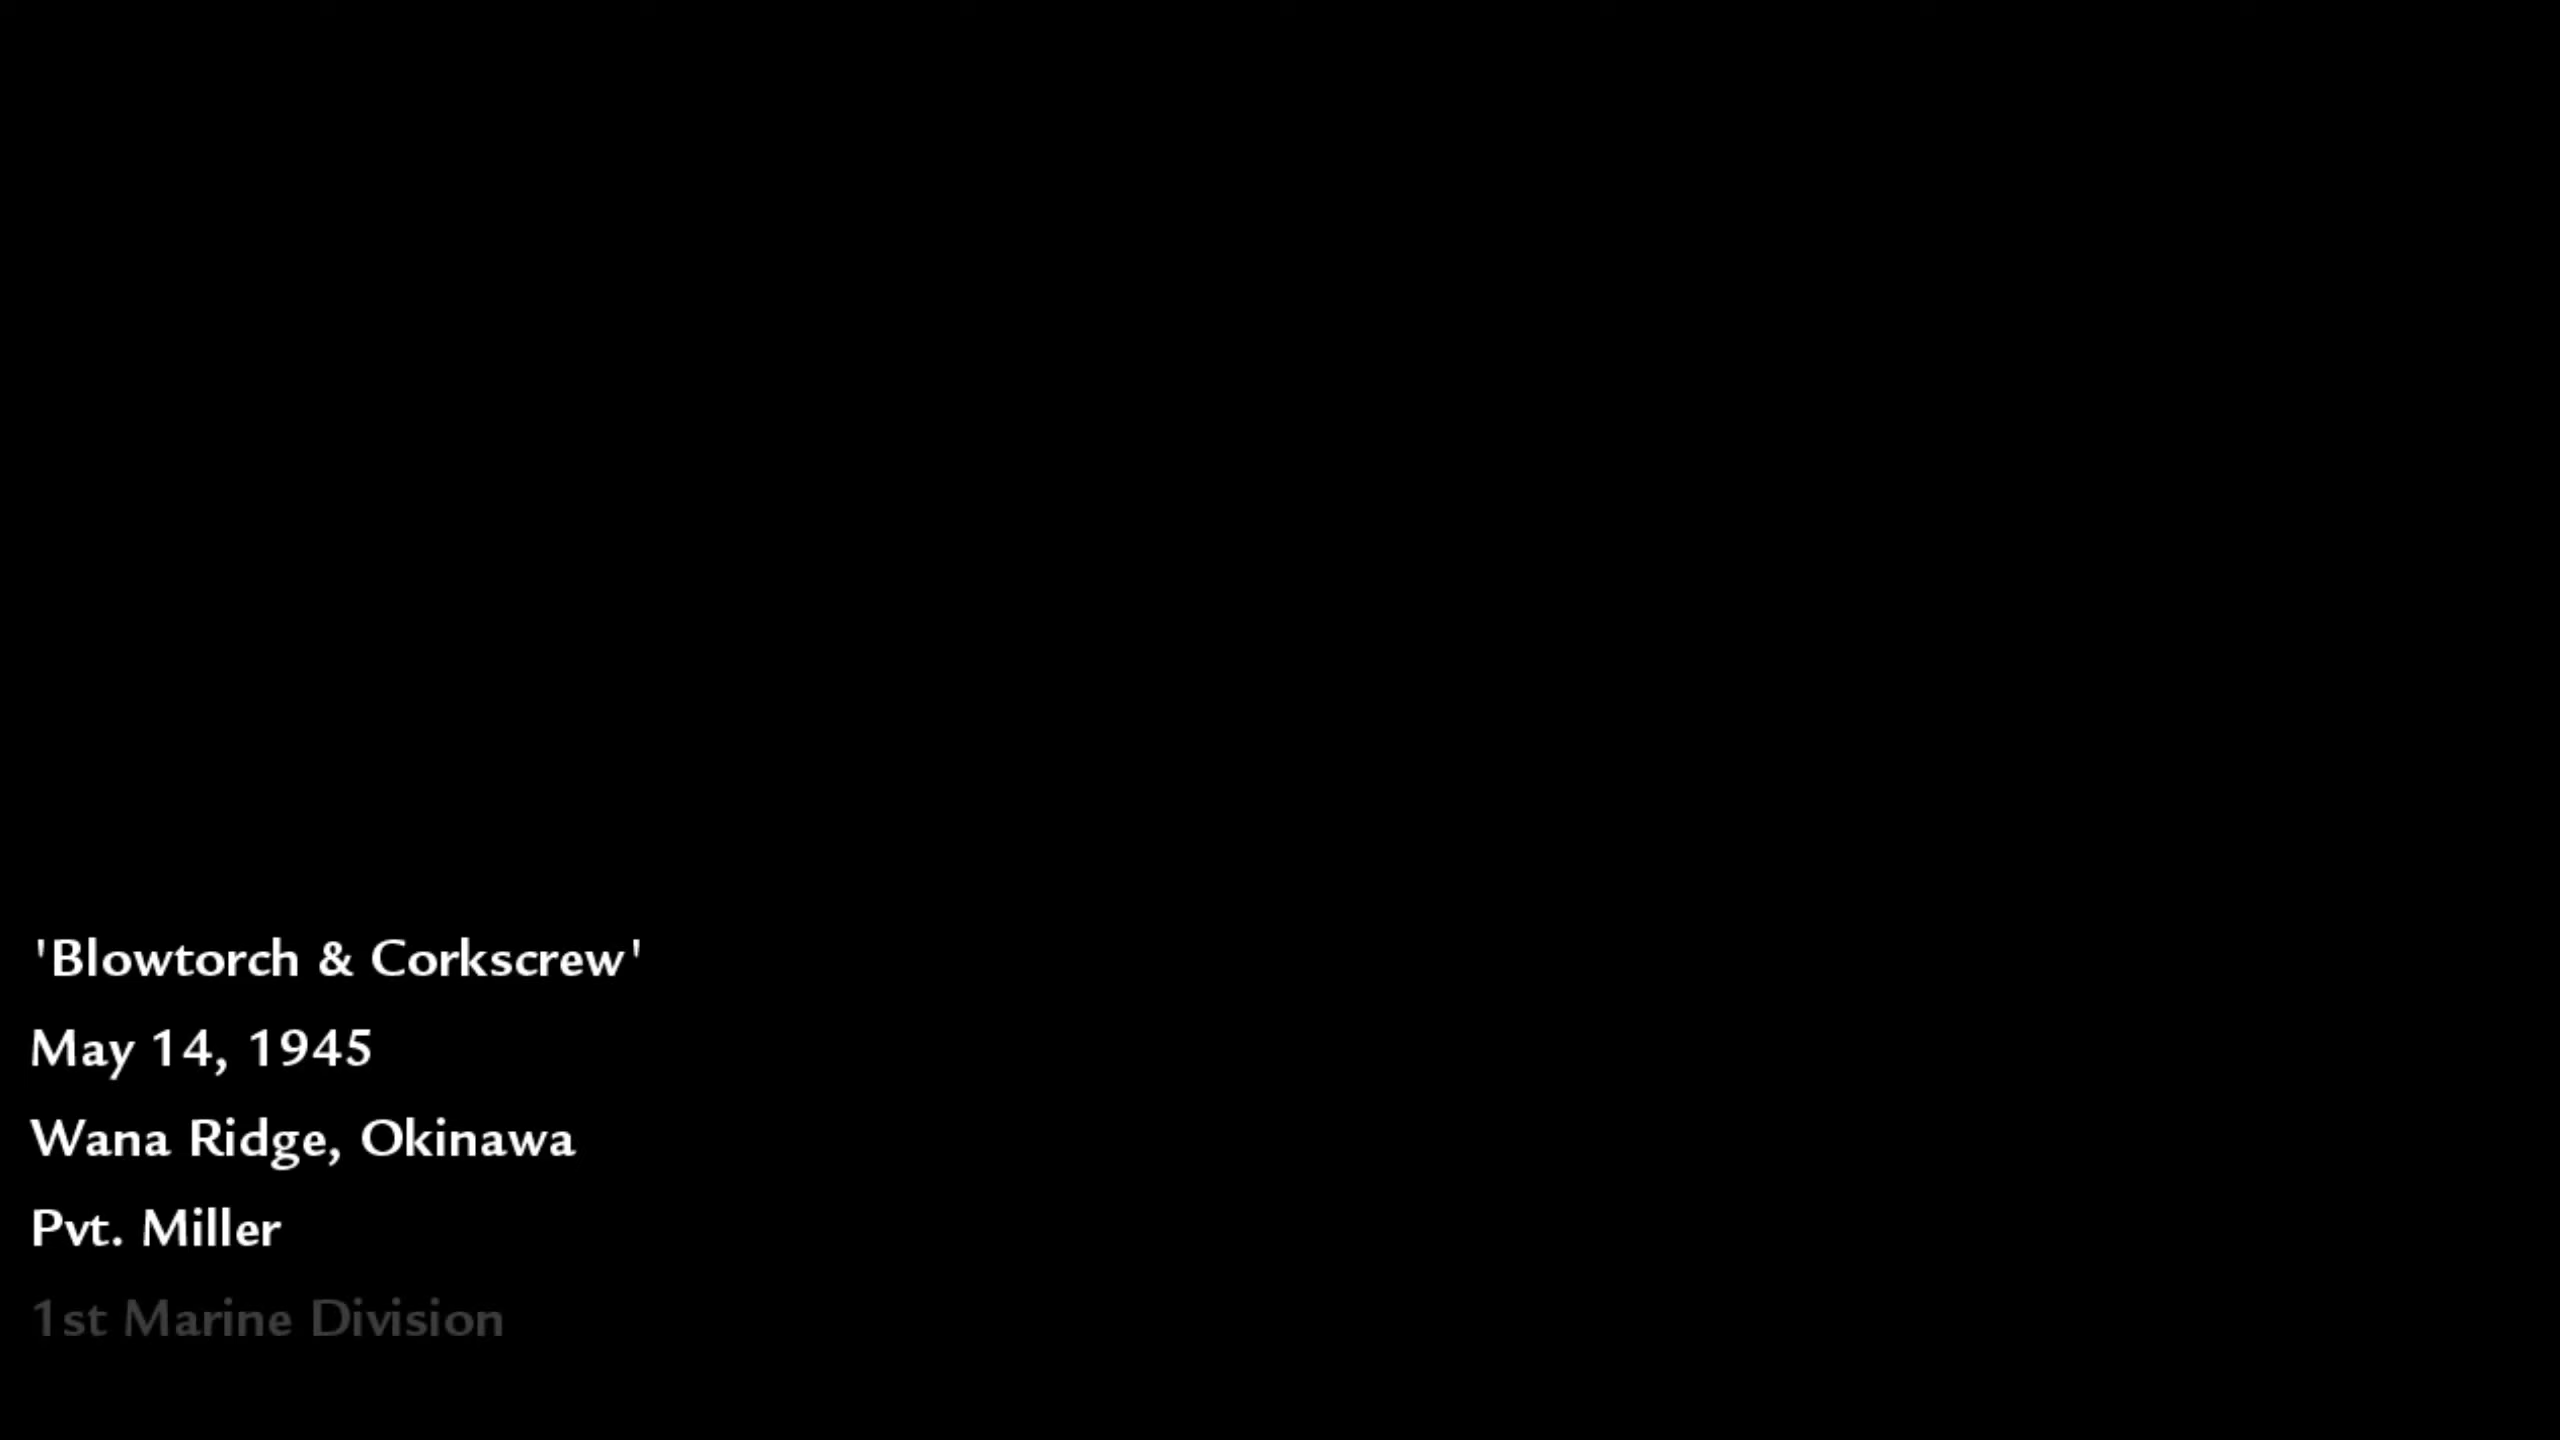 'Blowtorch & Corkscrew'
May 14, 1945
Wana Ridge, Okinawa
Pvt. Miller
1st Marine Division